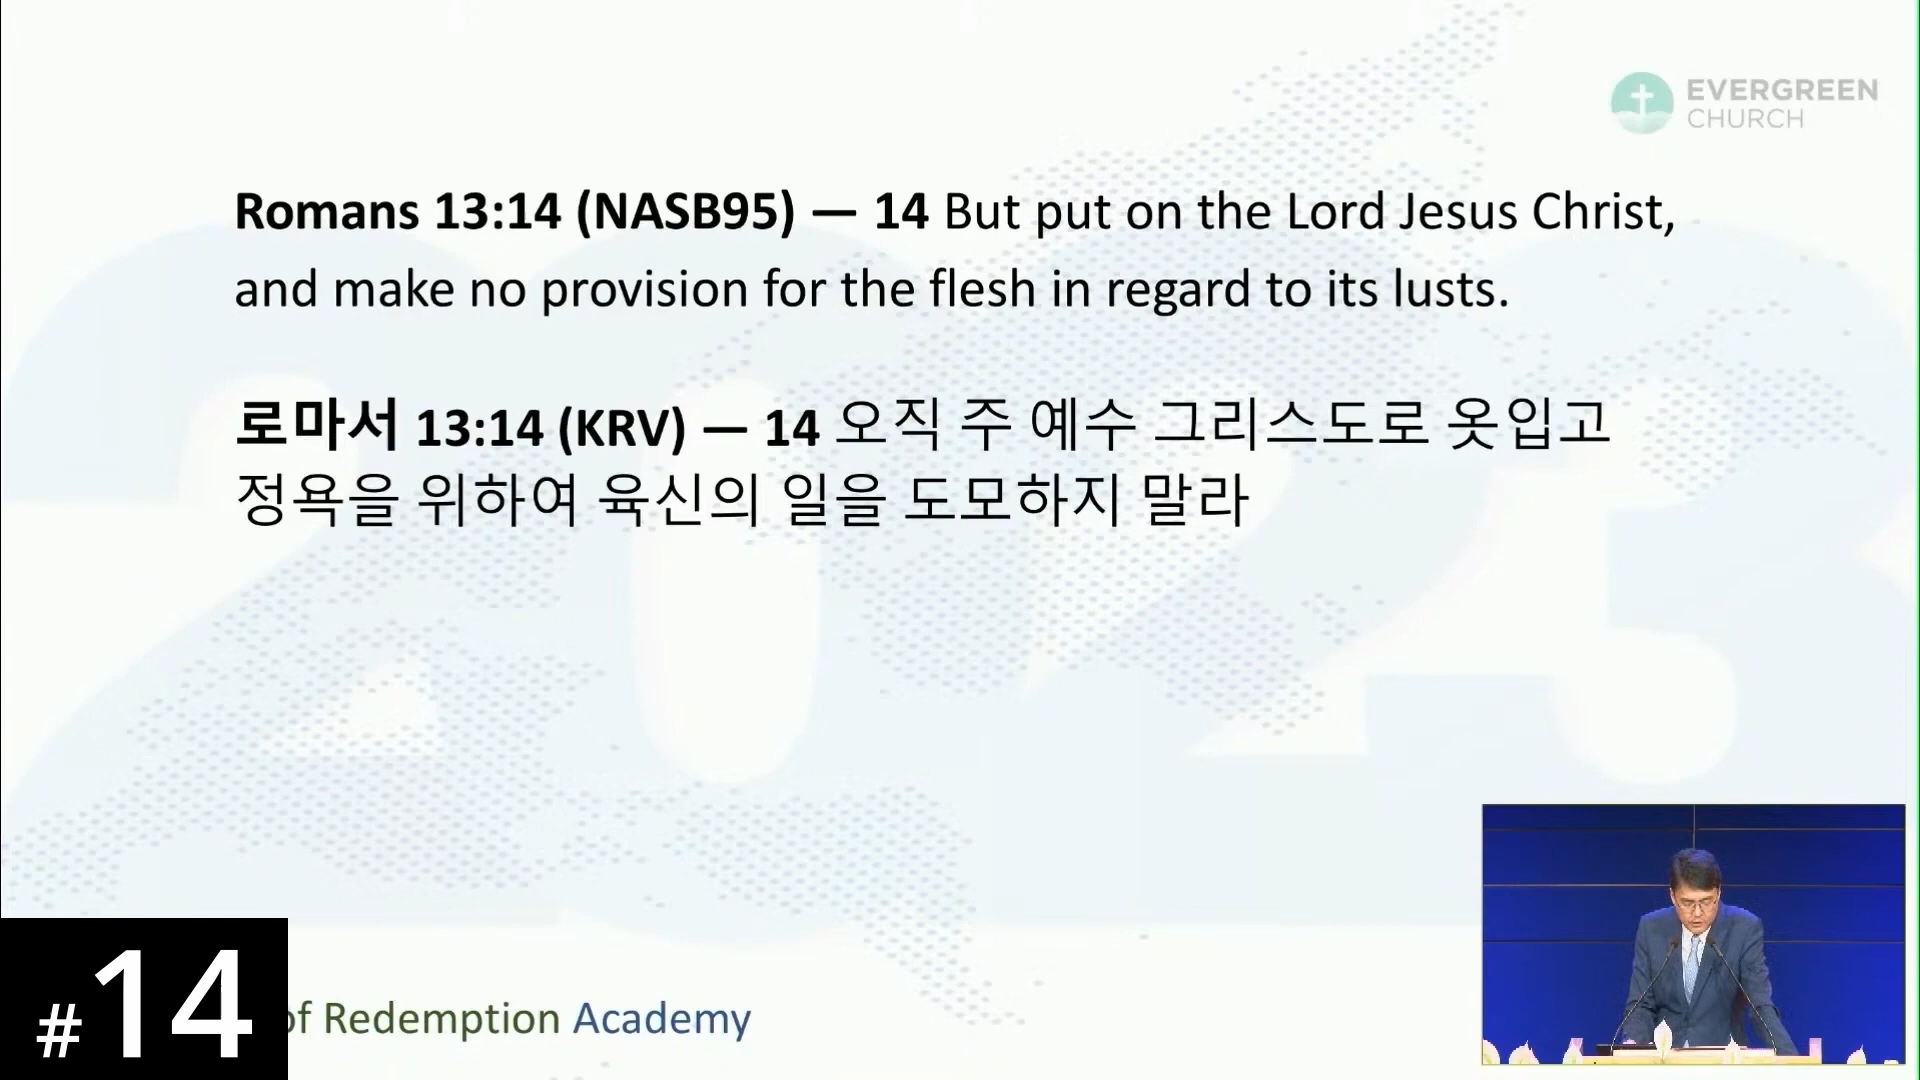 EVERGREEN
CHURCH
Romans 13:14 (NASB95) — 14 But put on the Lord Jesus Christ,
and make no provision for the flesh in regard to its lusts.
로마서 13:14 (KRV) — 14 오직 주 예수 그리스도로 옷입고
정욕을 위하여 육신의 일을 도모하지 말라
2023
#14
of Redemption Academy